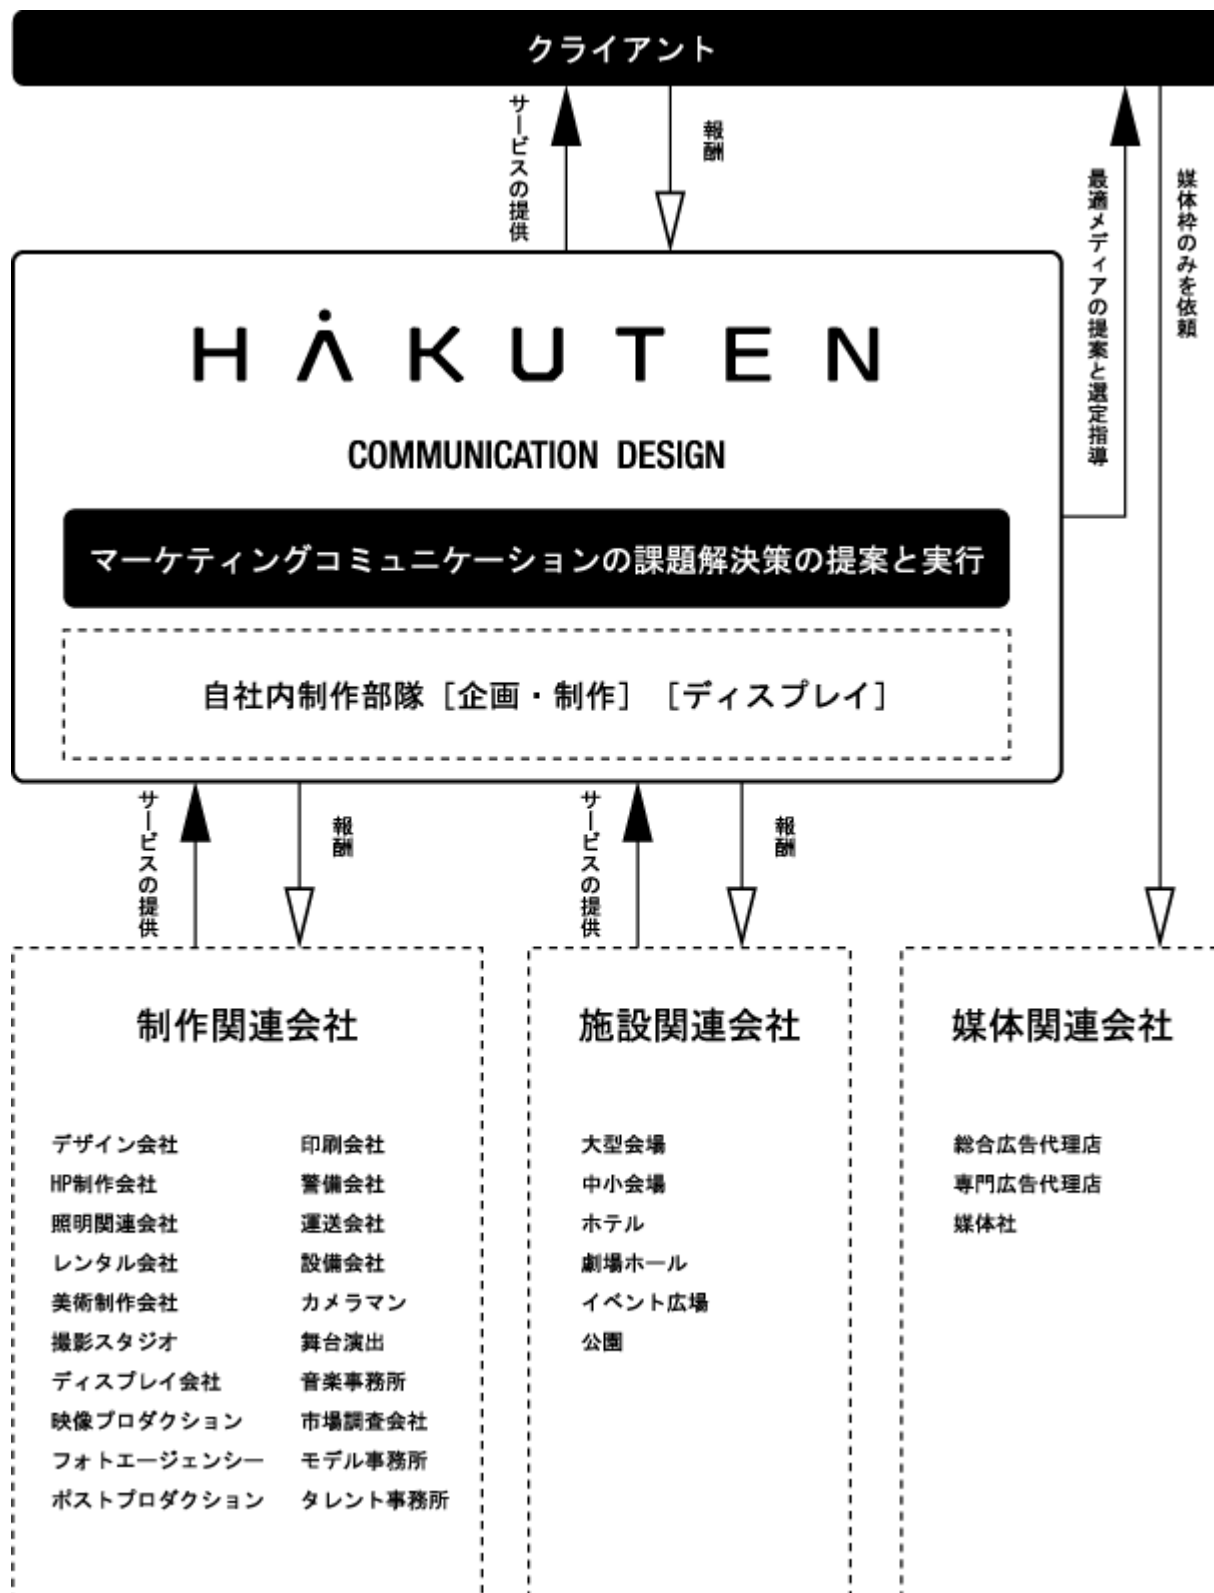 クライアント
サービスの提供
報酬
最適メディアの提案と選定指導
媒体枠のみを依頼
HAKUTEN
COMMUNICATION DESIGN
マーケティングコミュニケーションの課題解決策の提案と実行
自社内制作部隊［企画・制作］［ディスプレイ］
サービスの提供
報酬
サービスの提供
報酬
制作関連会社
デザイン会社
HP制作会社
照明関連会社
レンタル会社
美術制作会社
撮影スタジオ
ディスプレイ会社
映像プロダクション
フォトエージェンシー
ポストプロダクション
印刷会社
警備会社
運送会社
設備会社
カメラマン
舞台演出
音楽事務所
市場調査会社
モデル事務所
タレント事務所
施設関連会社
大型会場
中小会場
ホテル
劇場ホール
イベント広場
公園
媒体関連会社
総合広告代理店
専門広告代理店
媒体社